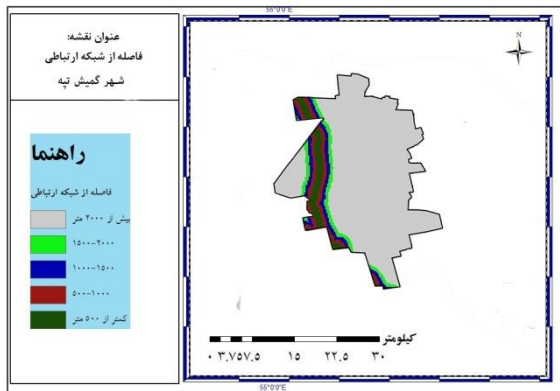 عنوان نقشه:
فاصله از شبکه ارتباطی
شهر گمیش تپه
راهنما
فاصله از شبکه ارتباطی
بیش از ۲۰۰۰ متر
۱۵۰۰-۲۰۰۰
۱۰۰۰-۱۵۰۰
۵۰۰-۱۰۰۰
کمتر از ۵۰۰ متر
55°0'0"E
N
کیلومتر
۰ ۳.۷۵۷.۵ ۱۵ ۲۲.۵ ۳۰
55°0'0"E